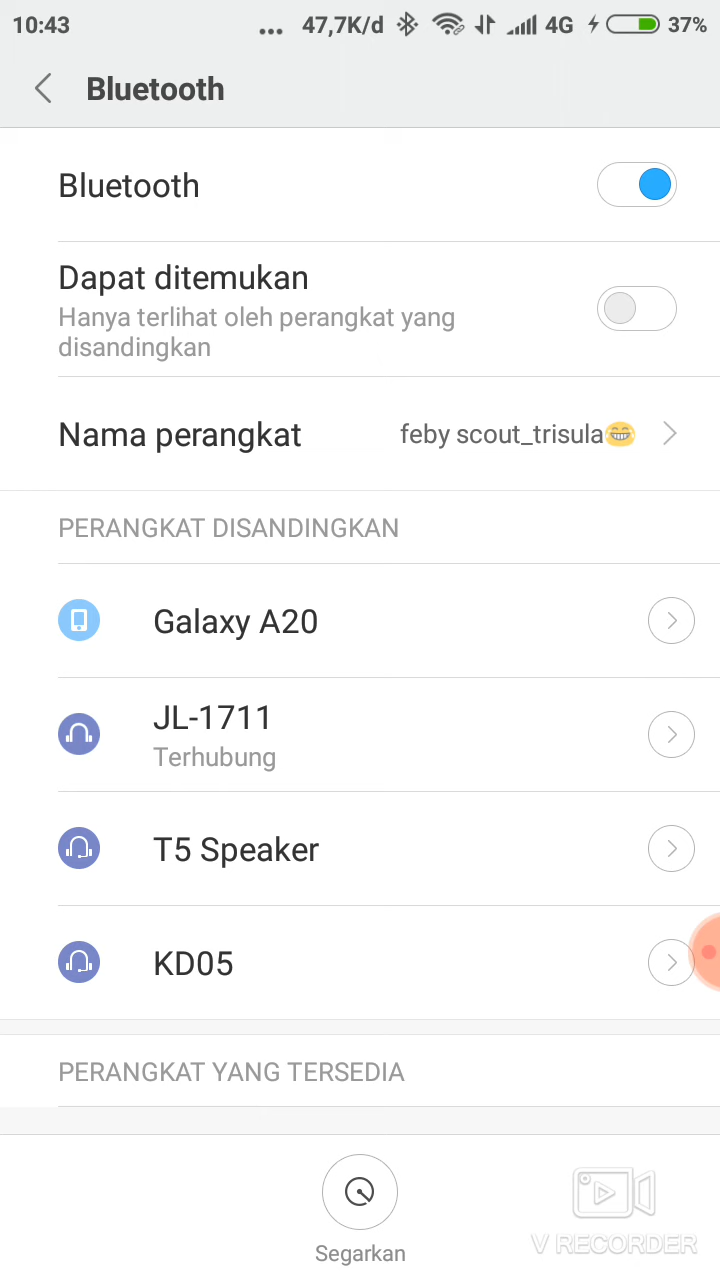 10:43 ... 47,7K/d 4G 37%
Bluetooth
Bluetooth
Dapat ditemukan
Hanya terlihat oleh perangkat yang
disandingkan
Nama perangkat feby scout_trisula😁
PERANGKAT DISANDINGKAN
Galaxy A20
JL-1711
Terhubung
T5 Speaker
KD05
PERANGKAT YANG TERSEDIA
Segarkan
V RECORDER